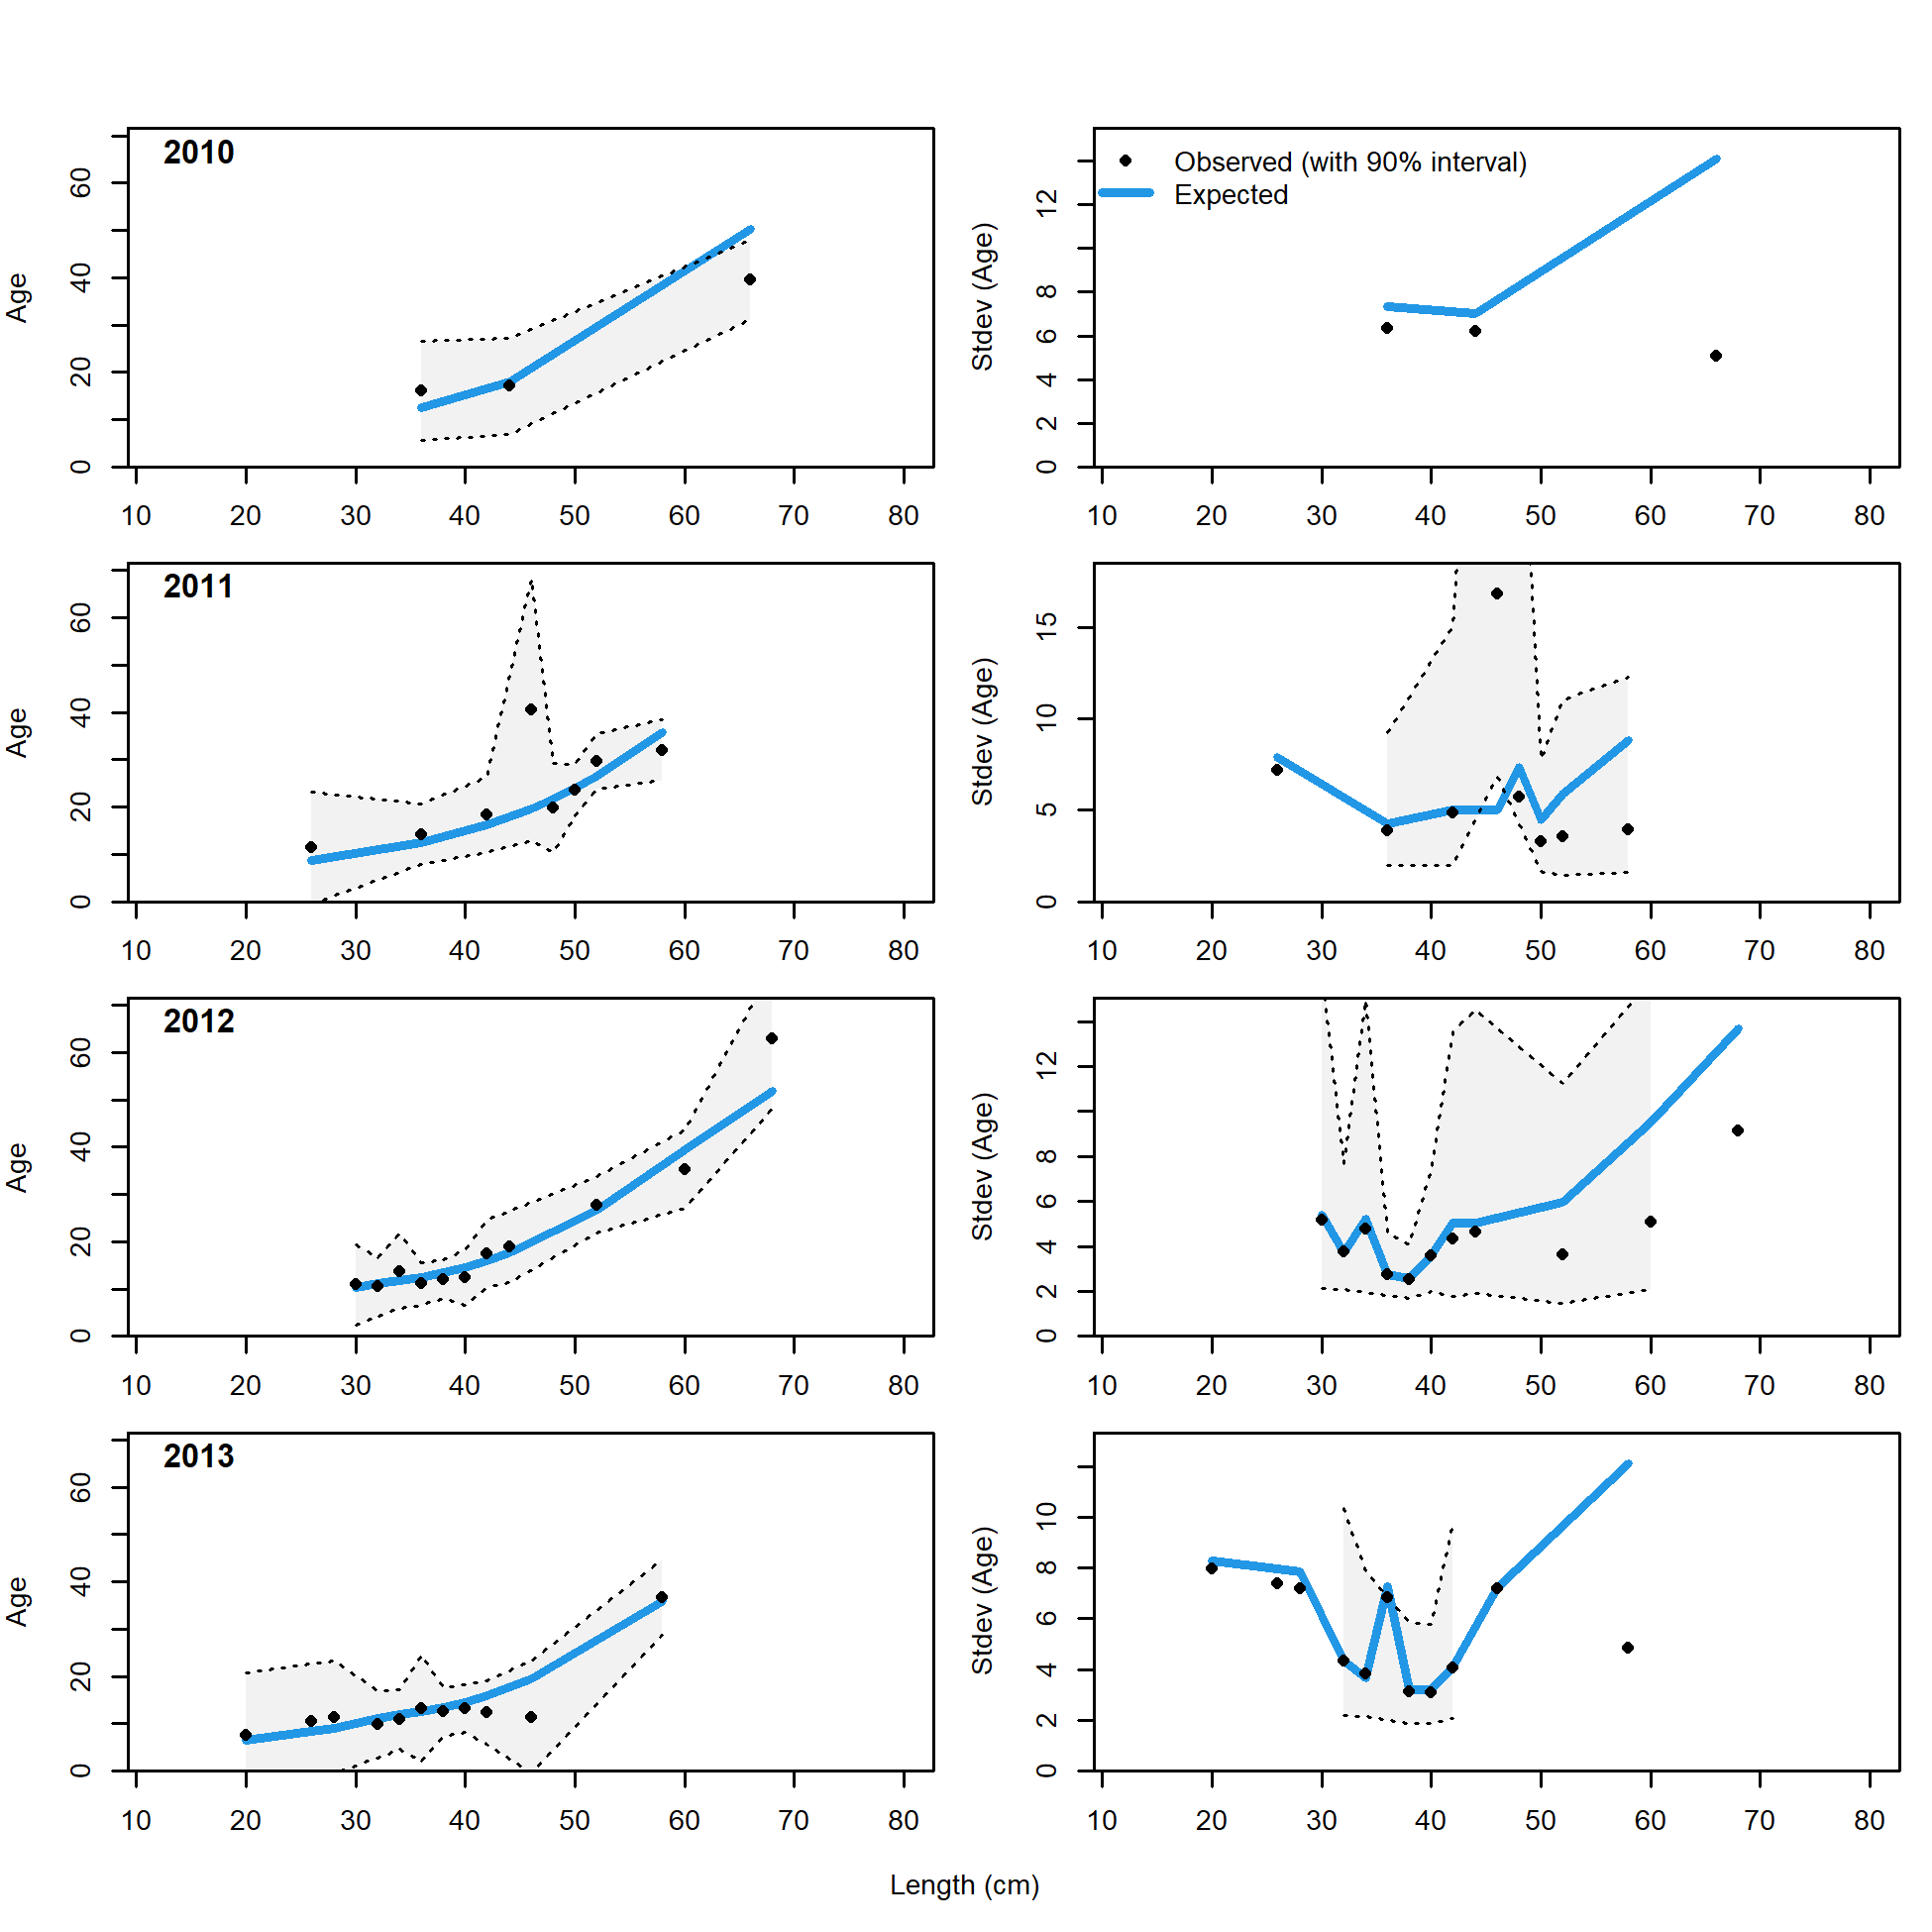 2010
Age
0 20 40 60
10 20 30 40 50 60 70 80
Observed (with 90% interval)
Expected
Stdev (Age)
0 2 4 6 8 12
10 20 30 40 50 60 70 80
2011
Age
0 20 40 60
10 20 30 40 50 60 70 80
Stdev (Age)
0 5 10 15
10 20 30 40 50 60 70 80
2012
Age
0 20 40 60
10 20 30 40 50 60 70 80
Stdev (Age)
0 2 4 6 8 12
10 20 30 40 50 60 70 80
2013
Age
0 20 40 60
10 20 30 40 50 60 70 80
Stdev (Age)
0 2 4 6 8 10
10 20 30 40 50 60 70 80
Length (cm)